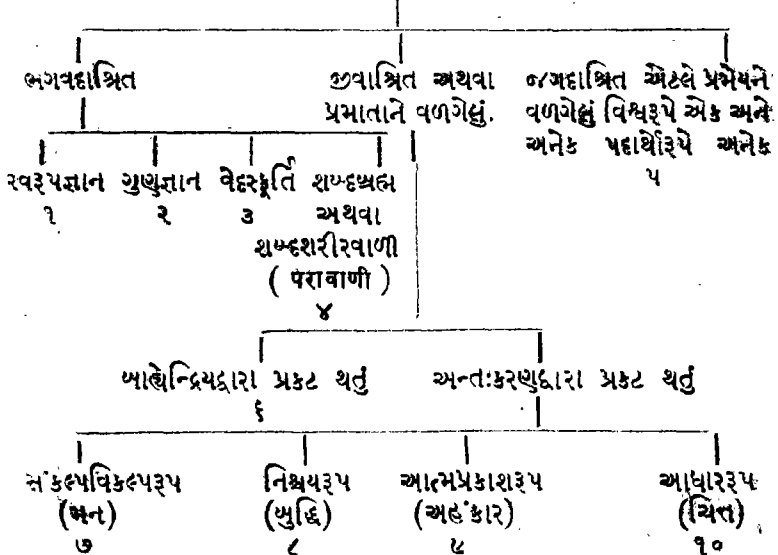 ભગવદાશ્રિત
જીવાશ્રિત અથવા
પ્રમાતાને વળગેલું.
જગદાશ્રિત એટલે પ્રમેયને
વળગેલું વિશ્વરૂપે એક અને
અનેક પદાર્થોરૂપે અનેક
૫
સ્વરૂપજ્ઞાન
૧
ગુણજ્ઞાન
૨
વેદસ્ફૂર્તિ
૩
શબ્દબ્રહ્મ
અથવા
શબ્દશરીરવાળી
( પરાવાણી )
૪
બાહ્યેન્દ્રિયદ્વારા પ્રકટ થતું
૬
અન્તઃકરણદ્વારા પ્રકટ થતું
સંકલ્પવિકલ્પરૂપ
(મન)
૭
નિશ્ચયરૂપ
(બુદ્ધિ)
૮
આત્મપ્રકાશરૂપ
(અહંકાર)
૯
આધારરૂપ
(ચિત્ત)
૧૦